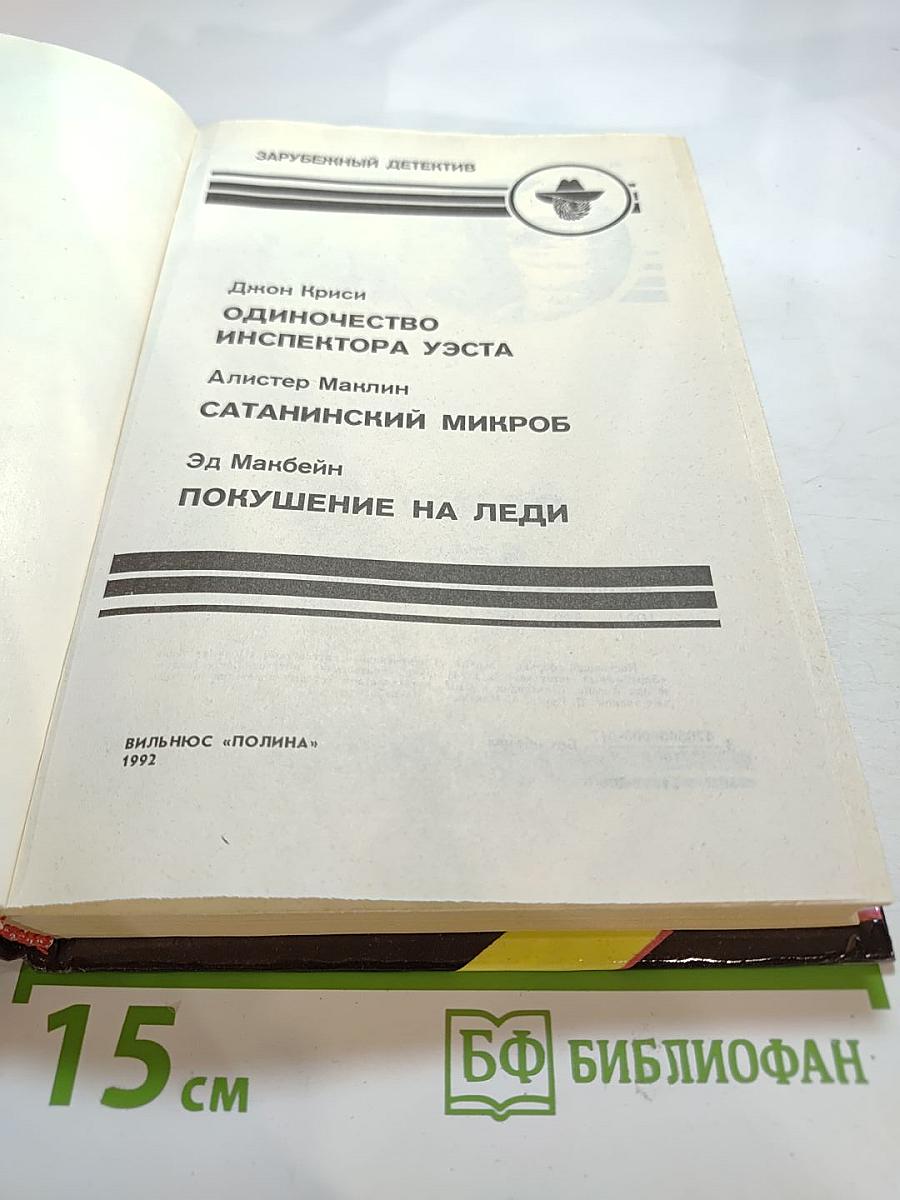 ЗАРУБЕЖНЫЙ ДЕТЕКТИВ
Джон Криси
ОДИНОЧЕСТВО
ИНСПЕКТОРА УЭСТА
Алистер Маклин
САТАНИНСКИЙ МИКРОБ
Эд Макбейн
ПОКУШЕНИЕ НА ЛЕДИ
ВИЛЬНЮС «ПОЛИНА»
1992
15 см
БФ БИБЛИОФАН